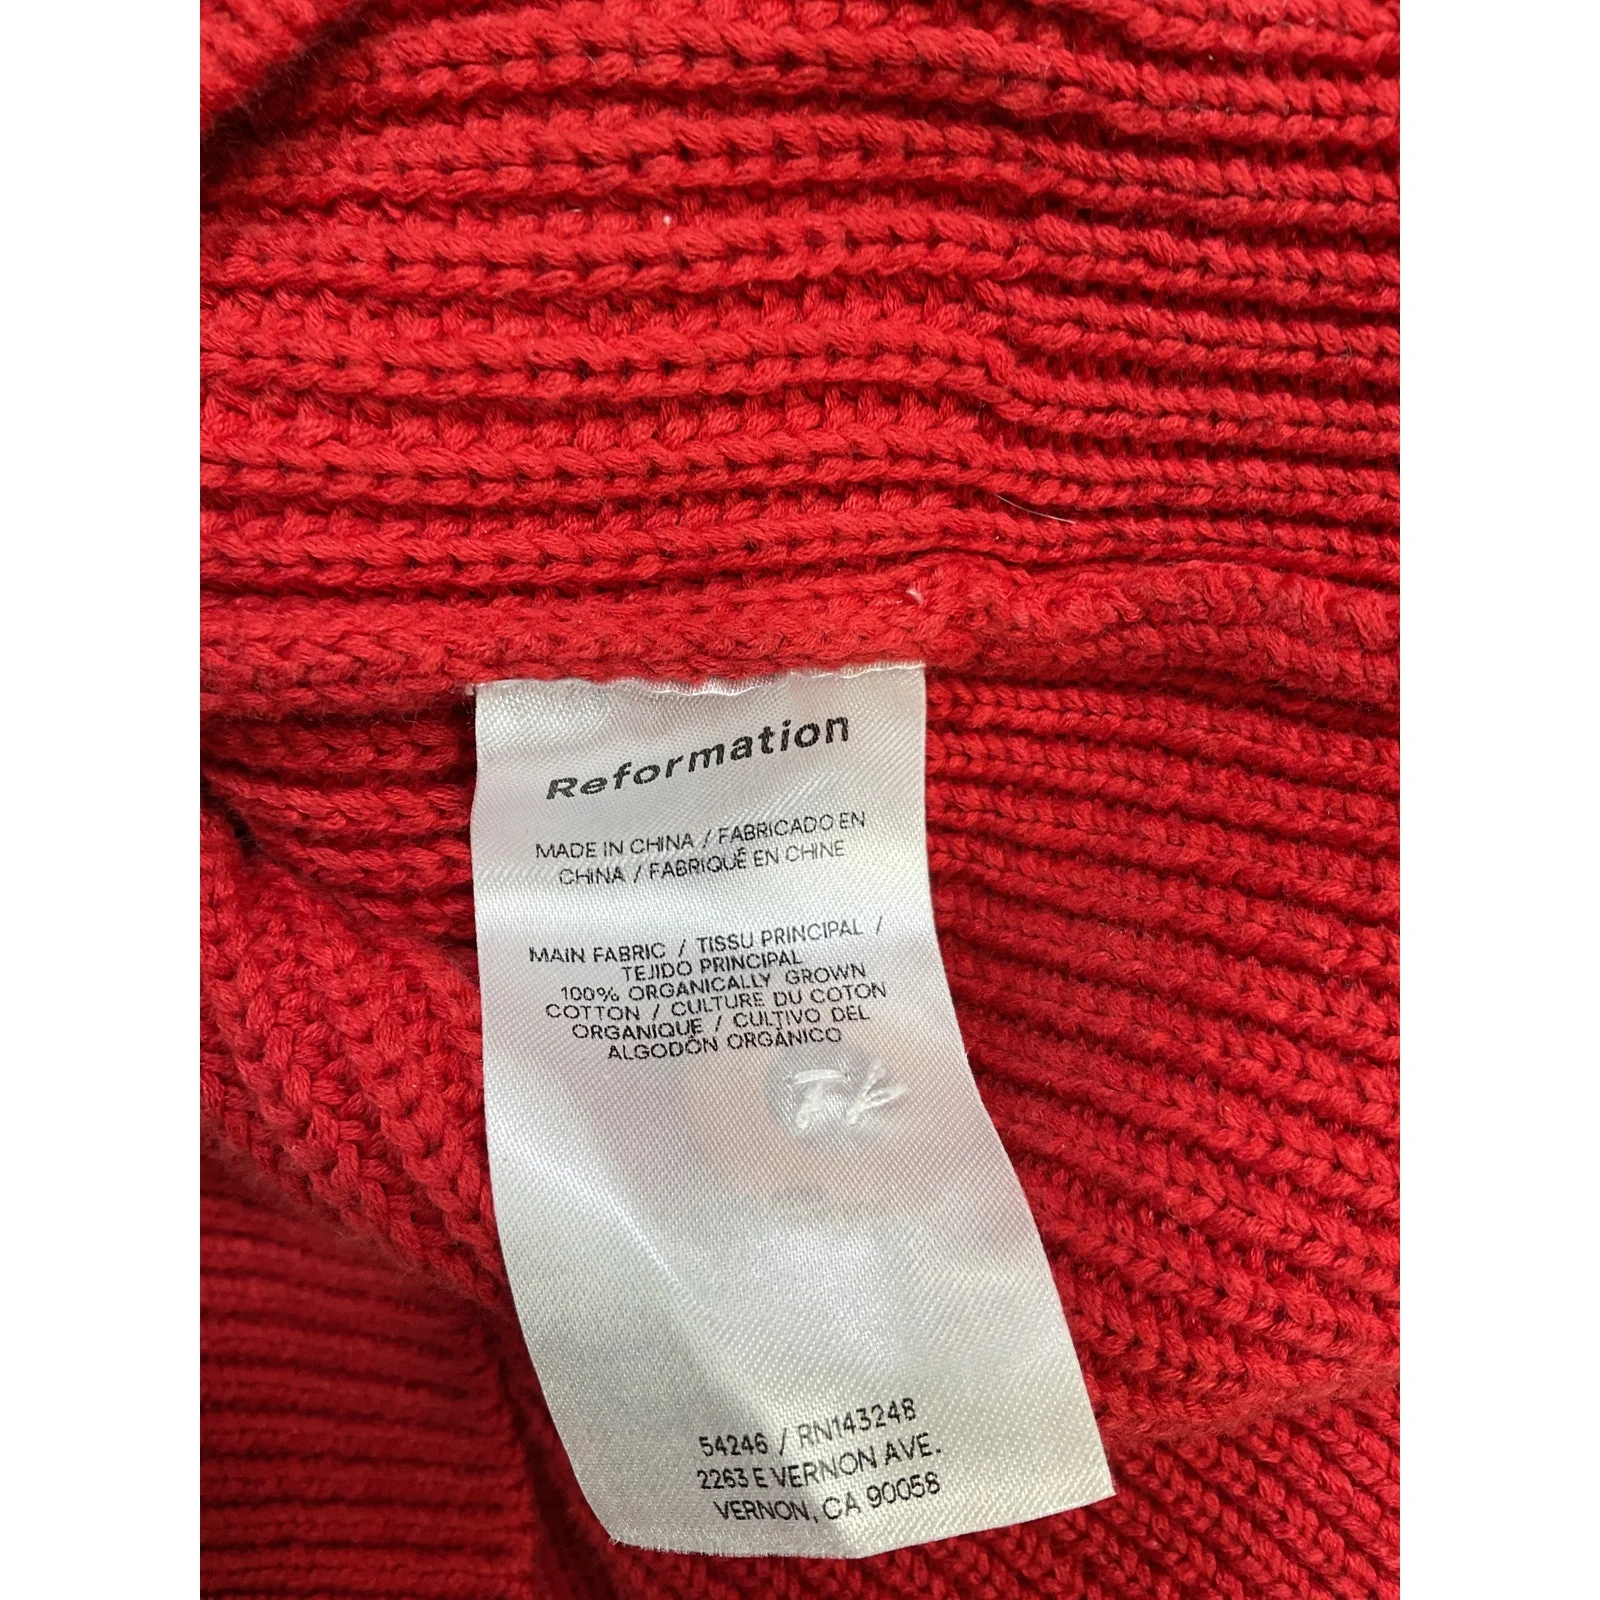 Reformation
MADE IN CHINA / FABRICADO EN
CHINA / FABRIQUÉ EN CHINE
MAIN FABRIC / TISSU PRINCIPAL /
TEJIDO PRINCIPAL
100% ORGANICALLY GROWN
COTTON / CULTURE DU COTON
ORGANIQUE / CULTIVO DEL
ALGODÓN ORGÁNICO
54246 / RN143248
2263 E VERNON AVE.
VERNON, CA 90058